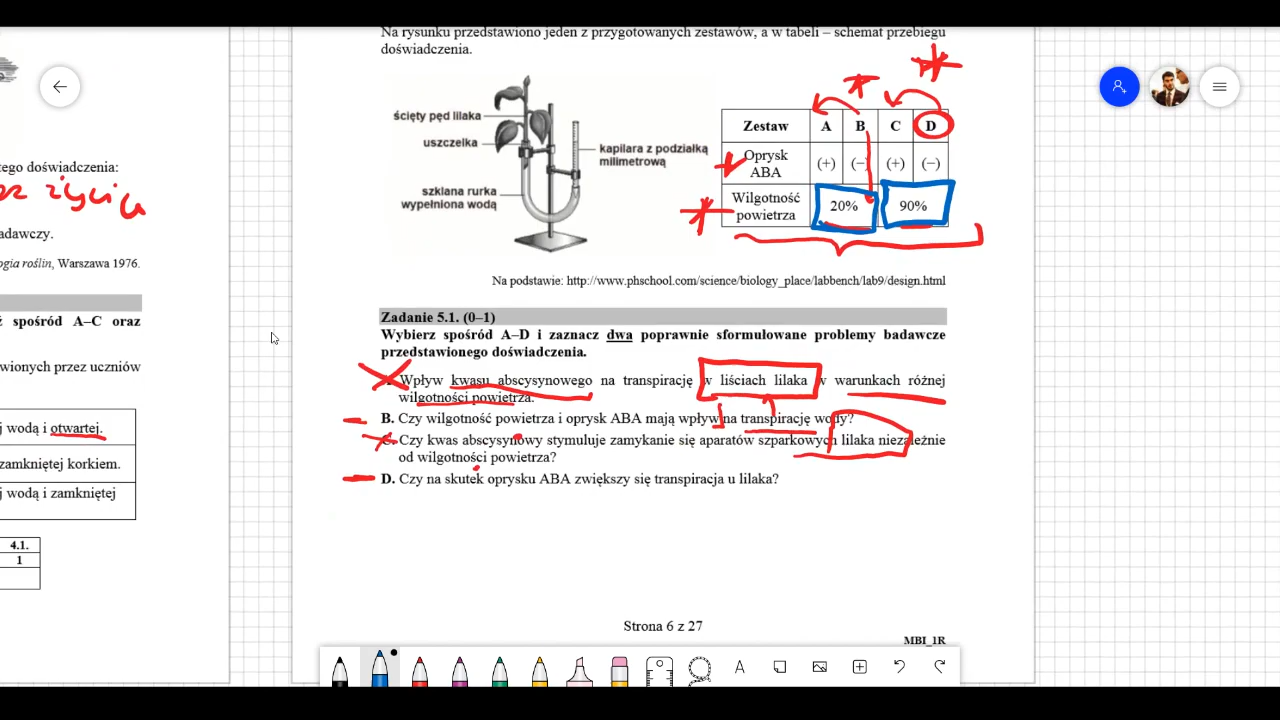 tego doświadczenia:
życia
adawczy.
ogia roślin, Warszawa 1976.
ż spośród A–C oraz
wionych przez uczniów
j wodą i otwartej.
zamkniętej korkiem.
j wodą i zamkniętej
4.1.
1
Na rysunku przedstawiono jeden z przygotowanych zestawów, a w tabeli – schemat przebiegu
doświadczenia.
ścięty pęd lilaka
uszczelka
szklana rurka
wypełniona wodą
kapilara z podziałką
milimetrową
Zestaw A B C D
Oprysk
ABA (+) (–) (+) (–)
Wilgotność
powietrza 20% 90%
Na podstawie: http://www.phschool.com/science/biology_place/labbench/lab9/design.html
Zadanie 5.1. (0–1)
Wybierz spośród A–D i zaznacz dwa poprawnie sformułowane problemy badawcze
przedstawionego doświadczenia.
Wpływ kwasu abscysynowego na transpirację w liściach lilaka w warunkach różnej
wilgotności powietrza.
B. Czy wilgotność powietrza i oprysk ABA mają wpływ na transpirację wody?
C. Czy kwas abscysynowy stymuluje zamykanie się aparatów szparkowych lilaka niezależnie
od wilgotności powietrza?
D. Czy na skutek oprysku ABA zwiększy się transpiracja u lilaka?
Strona 6 z 27
MBI_1R